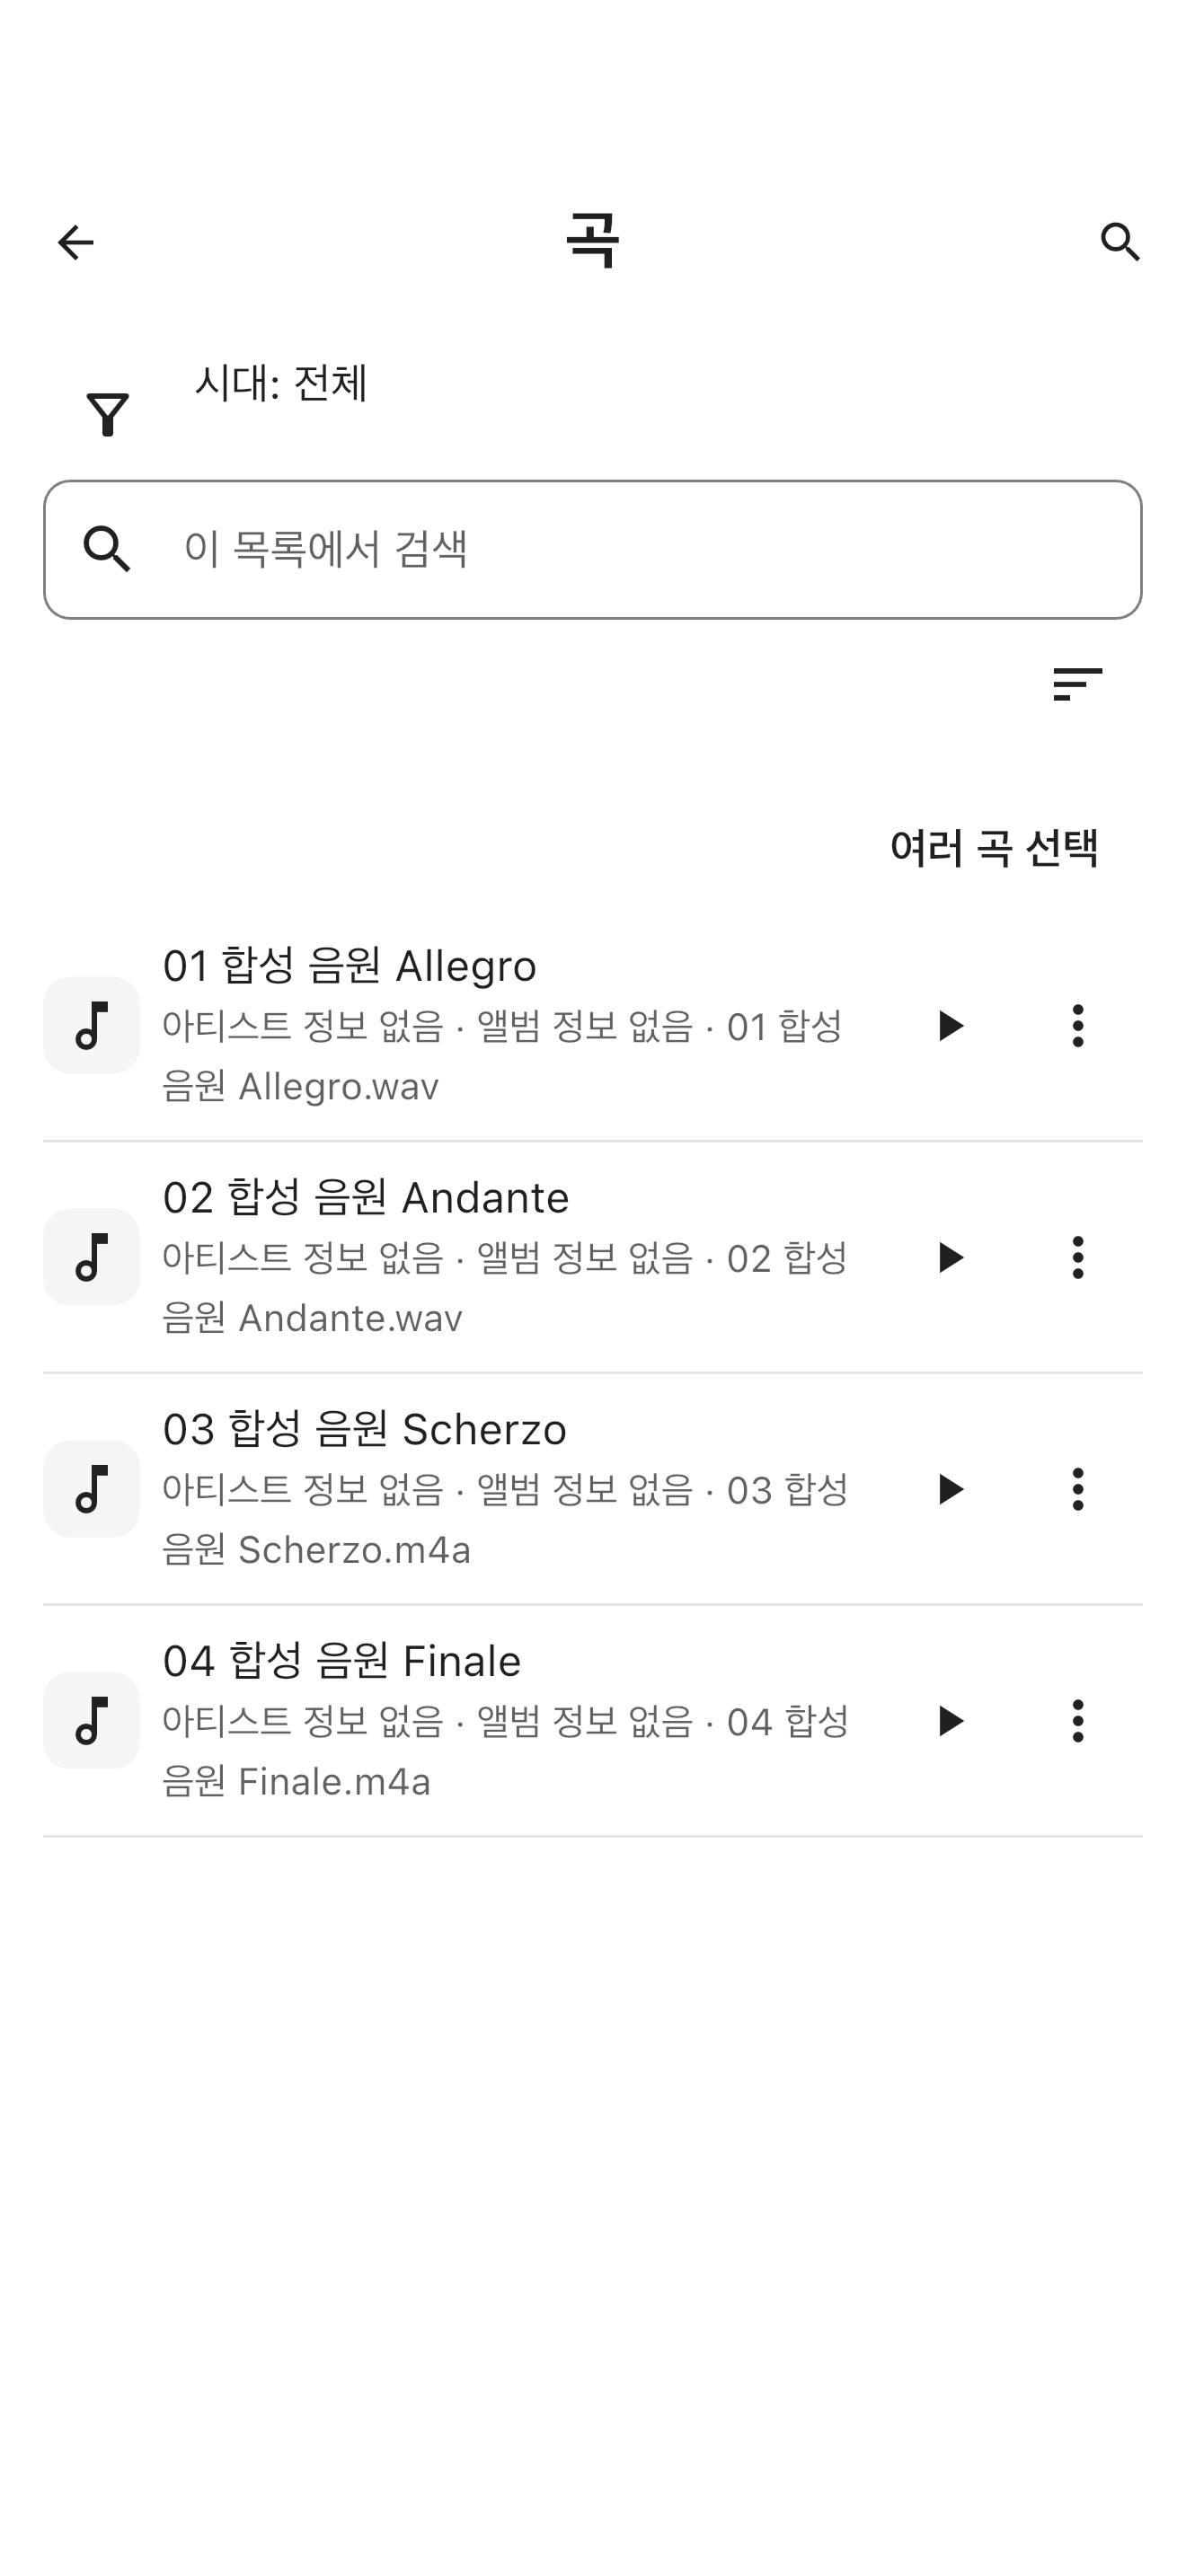 곡
시대: 전체
이 목록에서 검색
여러 곡 선택
01 합성 음원 Allegro
아티스트 정보 없음 · 앨범 정보 없음 · 01 합성
음원 Allegro.wav
02 합성 음원 Andante
아티스트 정보 없음 · 앨범 정보 없음 · 02 합성
음원 Andante.wav
03 합성 음원 Scherzo
아티스트 정보 없음 · 앨범 정보 없음 · 03 합성
음원 Scherzo.m4a
04 합성 음원 Finale
아티스트 정보 없음 · 앨범 정보 없음 · 04 합성
음원 Finale.m4a